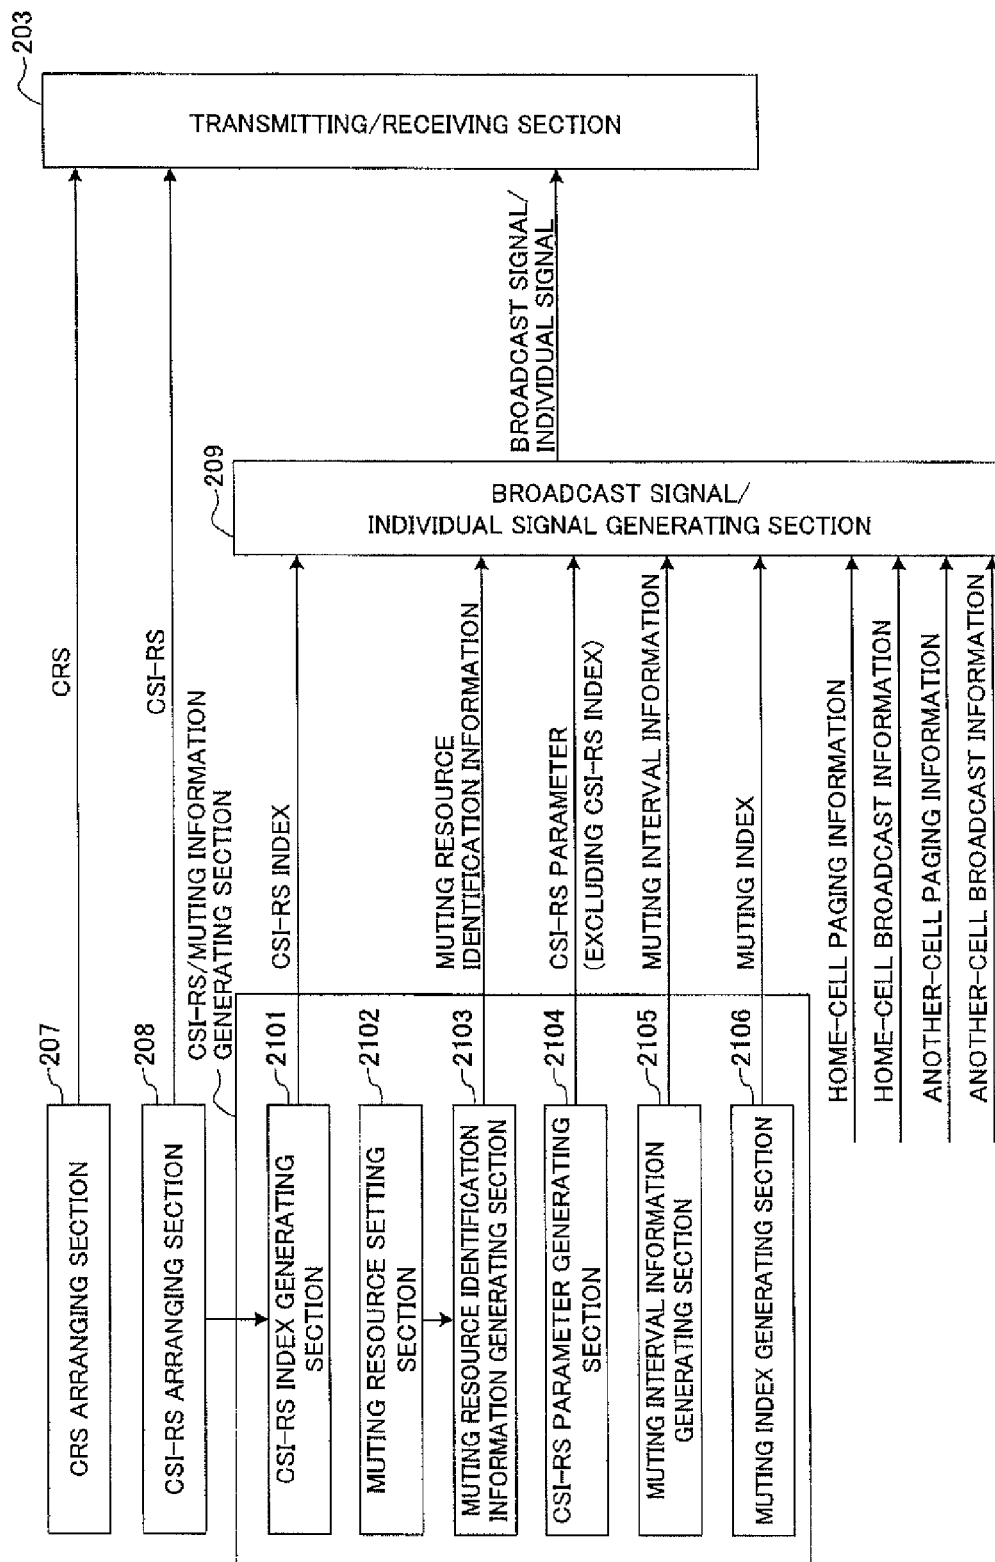 207
CRS ARRANGING SECTION
CRS
208
CSI-RS ARRANGING SECTION
CSI-RS
CSI-RS/MUTING INFORMATION
GENERATING SECTION
2101
CSI-RS INDEX GENERATING
SECTION
CSI-RS INDEX
2102
MUTING RESOURCE SETTING
SECTION
2103
MUTING RESOURCE IDENTIFICATION
INFORMATION GENERATING SECTION
MUTING RESOURCE
IDENTIFICATION INFORMATION
2104
CSI-RS PARAMETER GENERATING
SECTION
CSI-RS PARAMETER
(EXCLUDING CSI-RS INDEX)
2105
MUTING INTERVAL INFORMATION
GENERATING SECTION
MUTING INTERVAL INFORMATION
2106
MUTING INDEX GENERATING SECTION
MUTING INDEX
HOME-CELL PAGING INFORMATION
HOME-CELL BROADCAST INFORMATION
ANOTHER-CELL PAGING INFORMATION
ANOTHER-CELL BROADCAST INFORMATION
209
BROADCAST SIGNAL/
INDIVIDUAL SIGNAL GENERATING SECTION
BROADCAST SIGNAL/
INDIVIDUAL SIGNAL
203
TRANSMITTING/RECEIVING SECTION